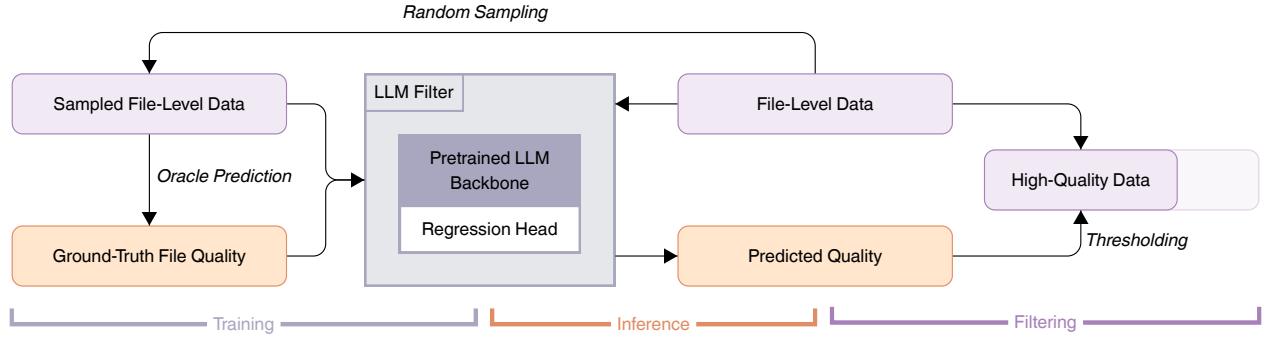 Random Sampling
Sampled File-Level Data
LLM Filter
File-Level Data
Pretrained LLM
Backbone
Oracle Prediction
High-Quality Data
Regression Head
Ground-Truth File Quality
Predicted Quality
Thresholding
Training
Inference
Filtering